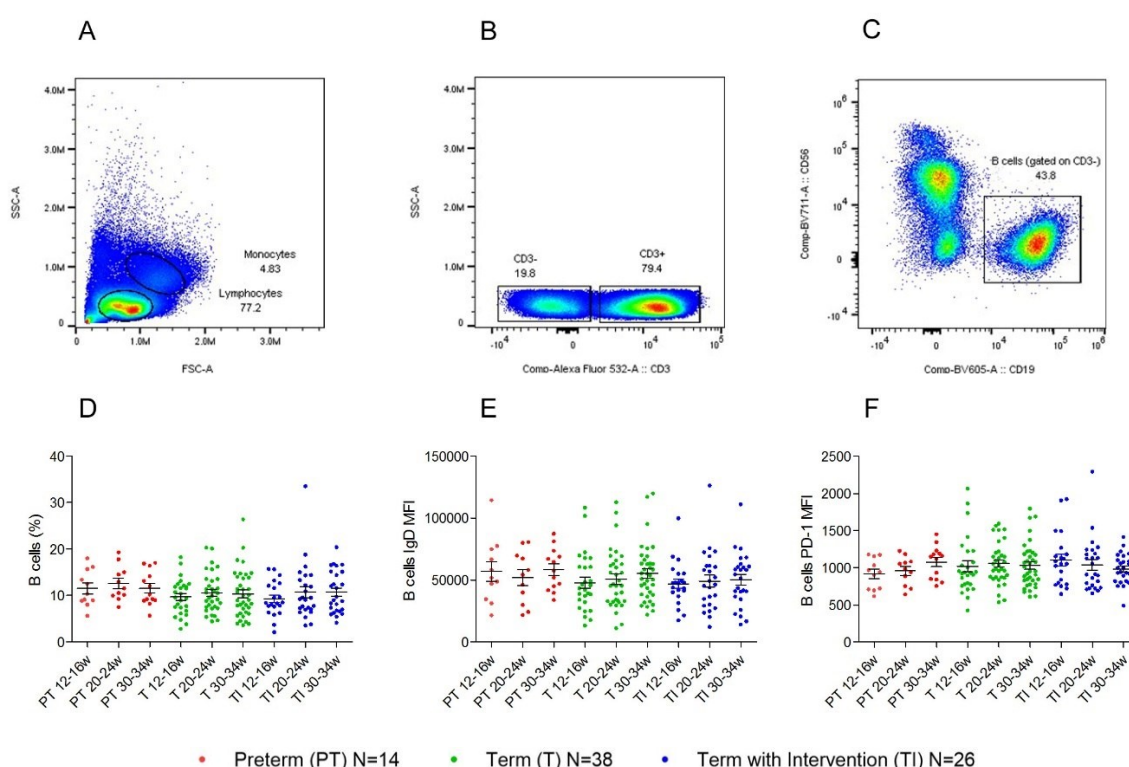 A
B
C
4.0M
3.0M
2.0M
1.0M
0
SSC-A
Monocytes
4.83
Lymphocytes
77.2
0
1.0M
2.0M
3.0M
FSC-A
4.0M
3.0M
2.0M
1.0M
0
SSC-A
CD3-
19.8
CD3+
79.4
-10^4
0
10^4
10^5
Comp-Alexa Fluor 532-A :: CD3
10^6
10^5
10^4
0
-10^4
Comp-BV711-A :: CD56
B cells (gated on CD3-)
43.8
-10^4
0
10^4
10^5
10^6
Comp-BV605-A :: CD19
D
E
F
40
30
20
10
0
B cells (%)
PT 12-16w
PT 20-24w
PT 30-34w
T 12-16w
T 20-24w
T 30-34w
TI 12-16w
TI 20-24w
TI 30-34w
150000
100000
50000
0
B cells IgD MFI
PT 12-16w
PT 20-24w
PT 30-34w
T 12-16w
T 20-24w
T 30-34w
TI 12-16w
TI 20-24w
TI 30-34w
2500
2000
1500
1000
500
0
B cells PD-1 MFI
PT 12-16w
PT 20-24w
PT 30-34w
T 12-16w
T 20-24w
T 30-34w
TI 12-16w
TI 20-24w
TI 30-34w
Preterm (PT) N=14
Term (T) N=38
Term with Intervention (TI) N=26